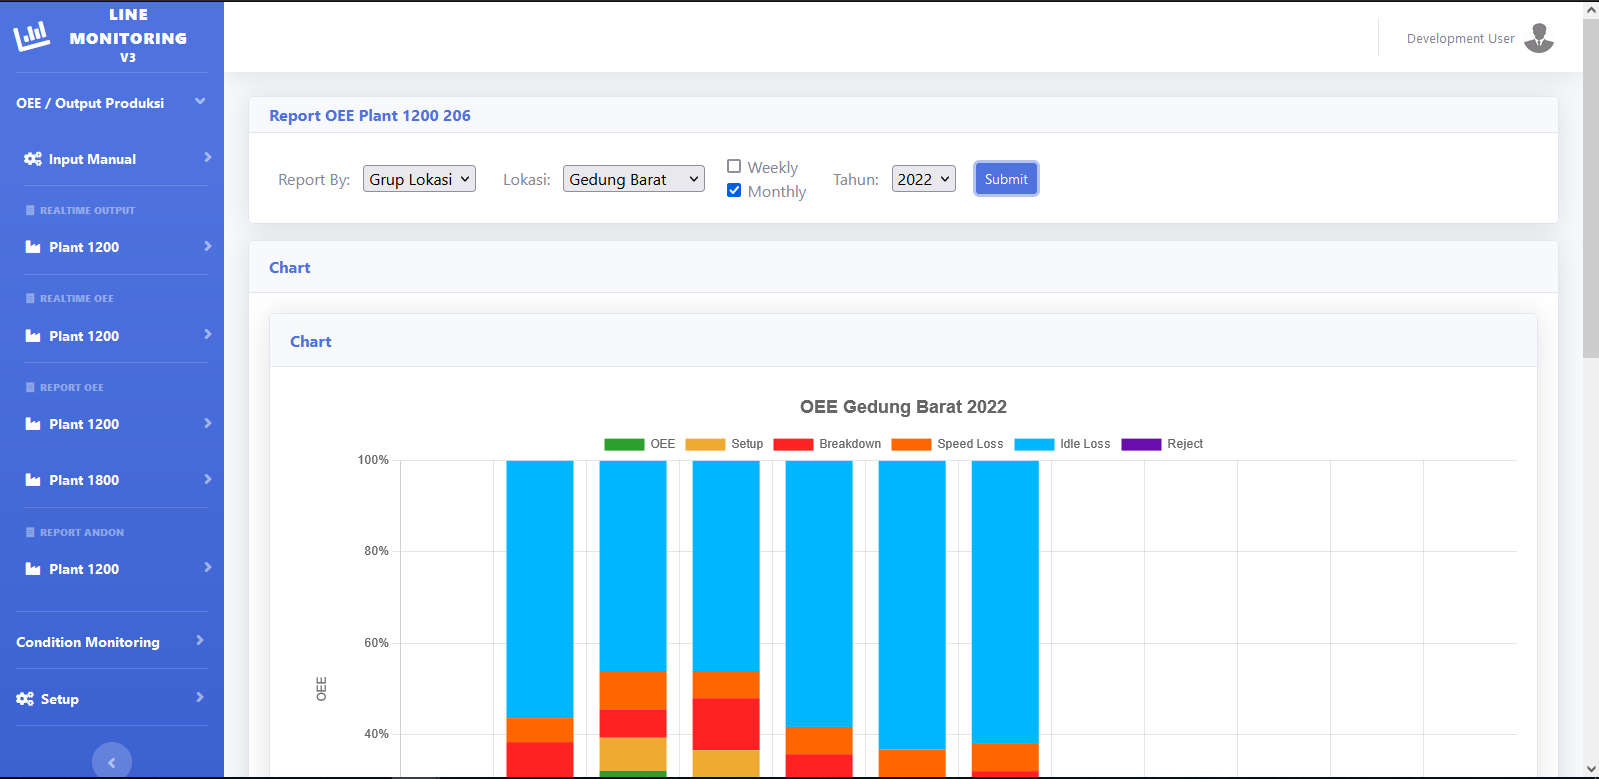 LINE
MONITORING
V3
OEE / Output Produksi
Input Manual
REALTIME OUTPUT
Plant 1200
REALTIME OEE
Plant 1200
REPORT OEE
Plant 1200
Plant 1800
REPORT ANDON
Plant 1200
Condition Monitoring
Setup
Development User
Report OEE Plant 1200 206
Report By: Grup Lokasi Lokasi: Gedung Barat Weekly Monthly Tahun: 2022 Submit
Chart
Chart
OEE Gedung Barat 2022
OEE Setup Breakdown Speed Loss Idle Loss Reject
100%
80%
60%
OEE
40%